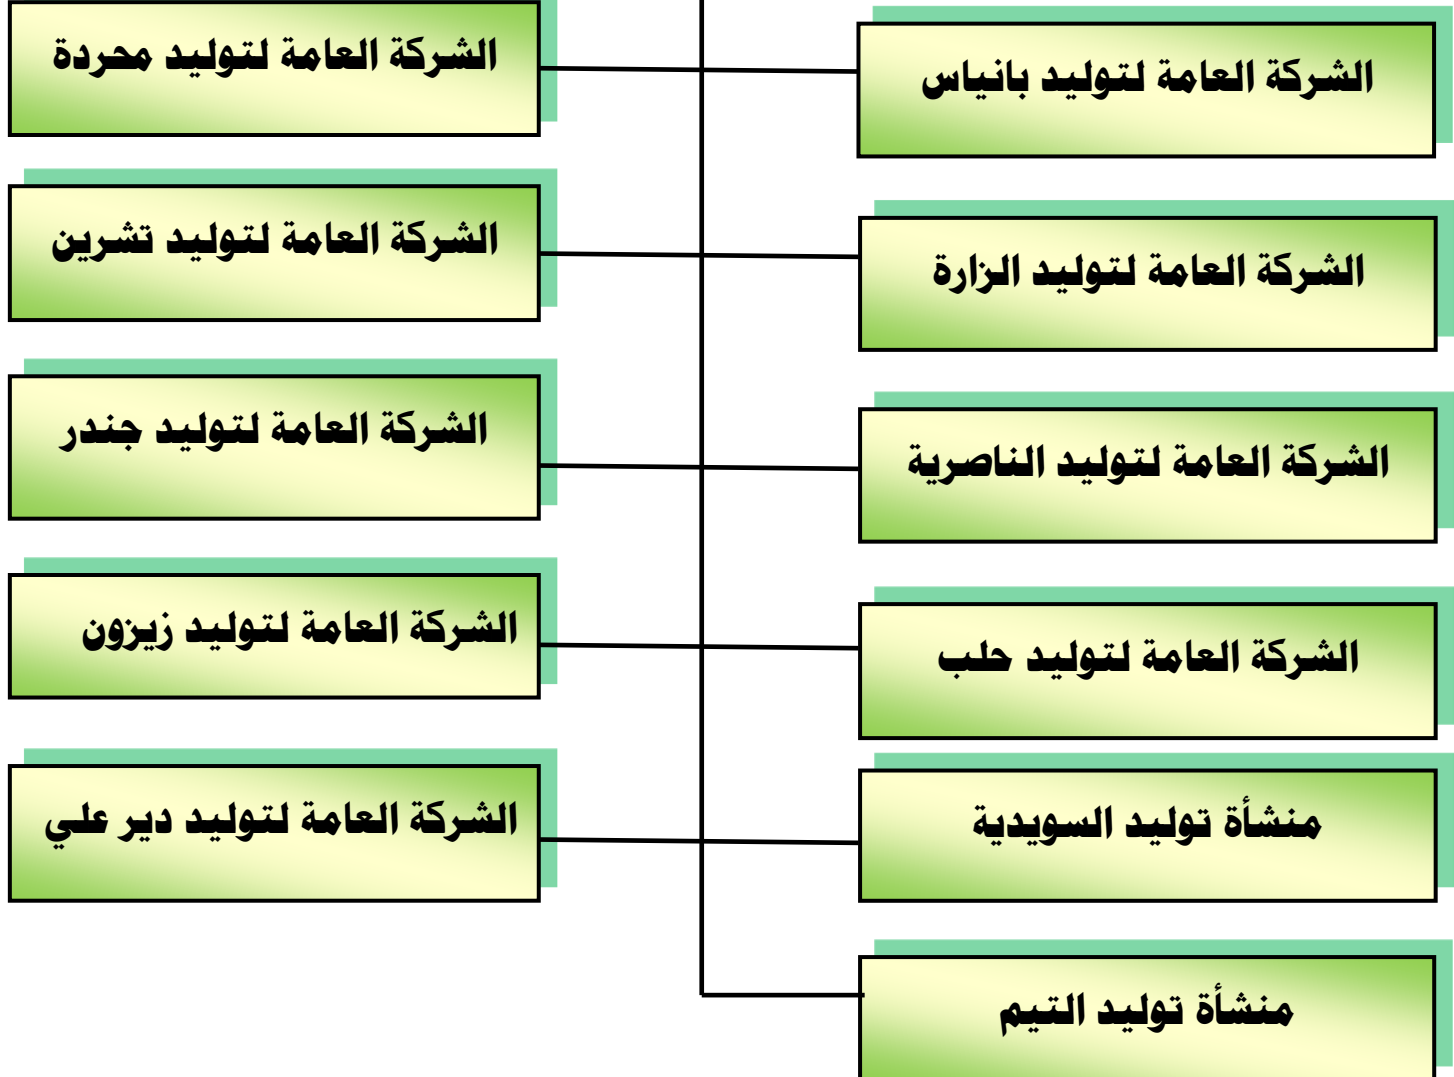 الشركة العامة لتوليد بانياس
الشركة العامة لتوليد محردة
الشركة العامة لتوليد الزارة
الشركة العامة لتوليد تشرين
الشركة العامة لتوليد الناصرية
الشركة العامة لتوليد جندر
الشركة العامة لتوليد حلب
الشركة العامة لتوليد زيزون
منشأة توليد السويدية
الشركة العامة لتوليد دير علي
منشأة توليد التيم